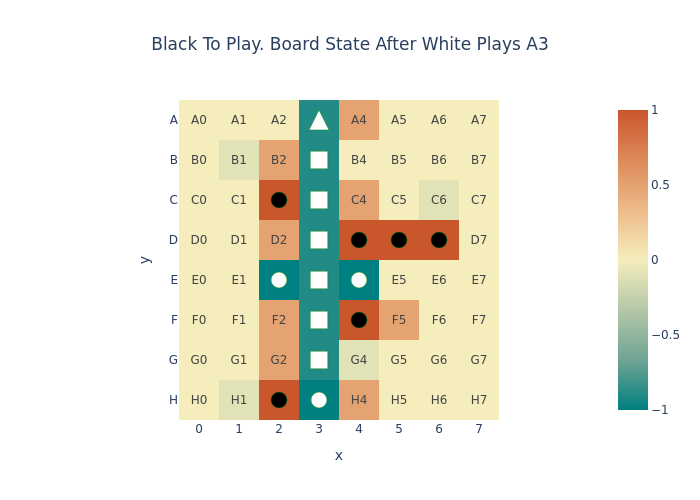 Black To Play. Board State After White Plays A3
A A0 A1 A2 A4 A5 A6 A7 1
B B0 B1 B2 B4 B5 B6 B7
0.5
C C0 C1 C4 C5 C6 C7
D D0 D1 D2 D7
0
y
E E0 E1 E5 E6 E7
F F0 F1 F2 F5 F6 F7
−0.5
G G0 G1 G2 G4 G5 G6 G7
H H0 H1 H4 H5 H6 H7
−1
0 1 2 3 4 5 6 7
x